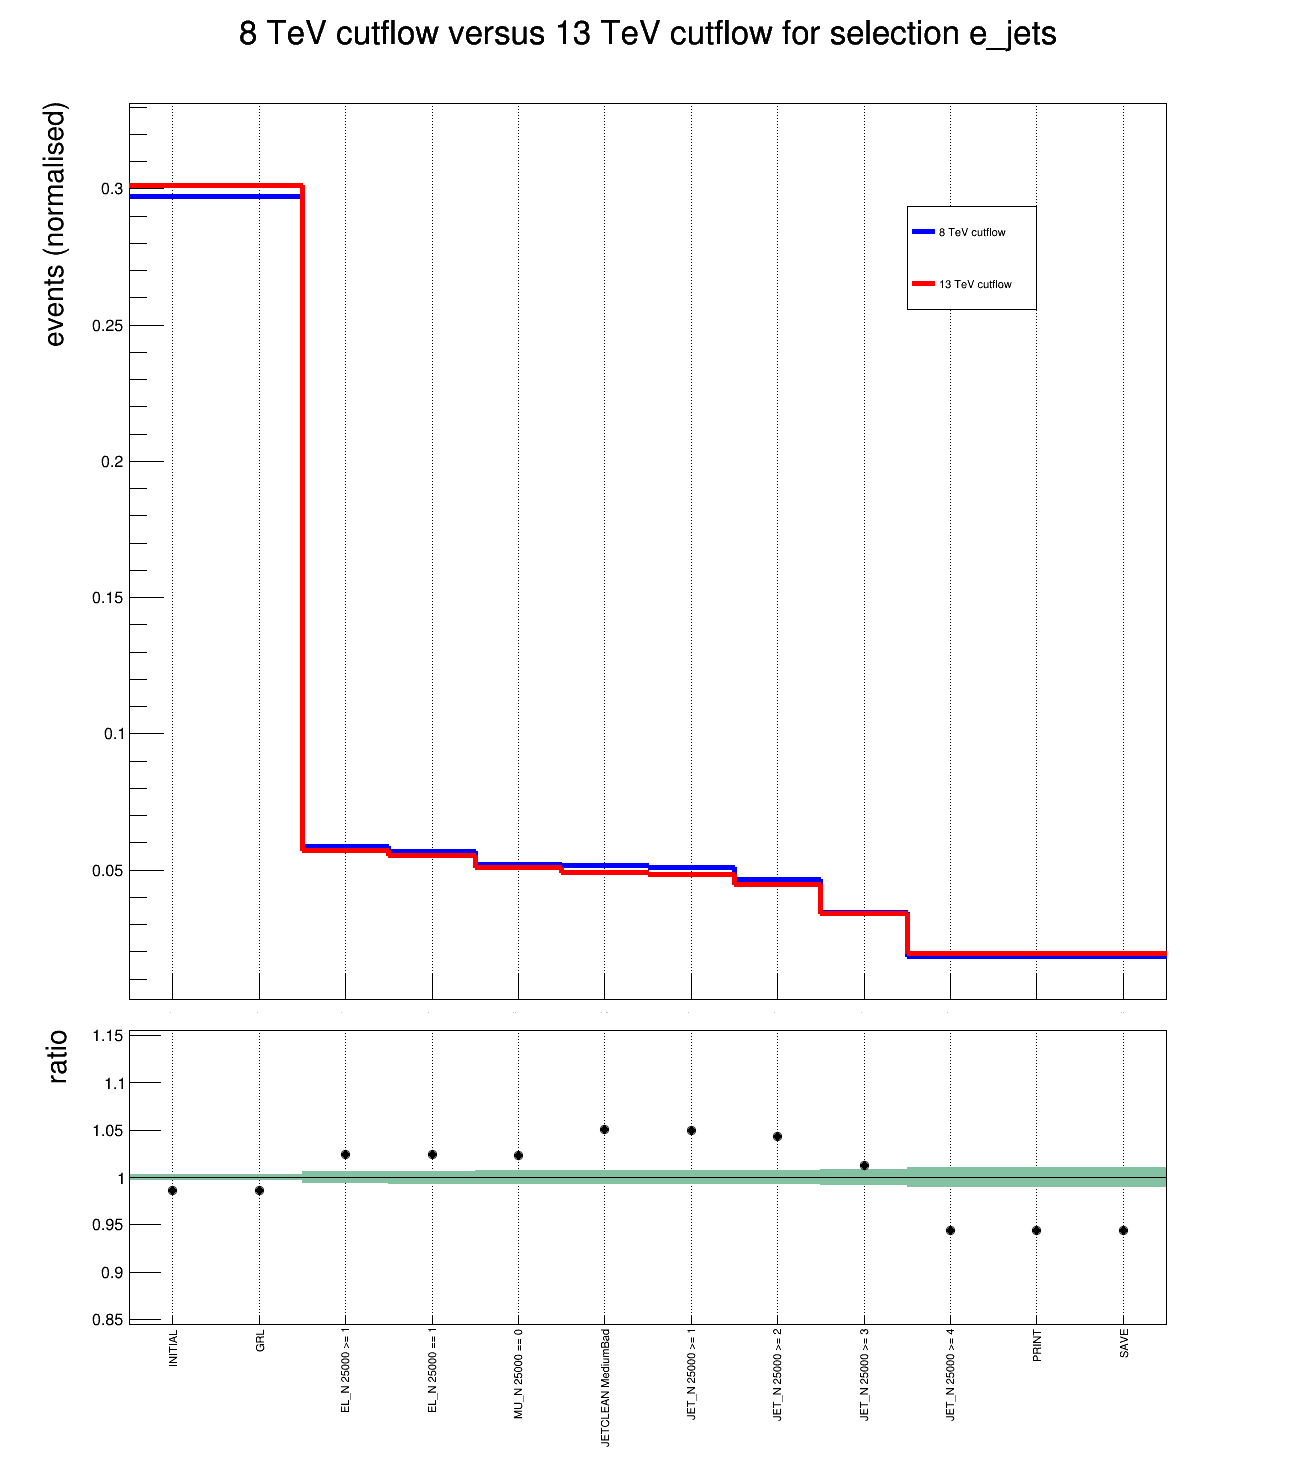 8 TeV cutflow versus 13 TeV cutflow for selection e_jets
events (normalised)
0.3
0.25
0.2
0.15
0.1
0.05
8 TeV cutflow
13 TeV cutflow
ratio
1.15
1.1
1.05
1
0.95
0.9
0.85
INITIAL
GRL
EL_N 25000 >= 1
EL_N 25000 == 1
MU_N 25000 == 0
JETCLEAN MediumBad
JET_N 25000 >= 1
JET_N 25000 >= 2
JET_N 25000 >= 3
JET_N 25000 >= 4
PRINT
SAVE